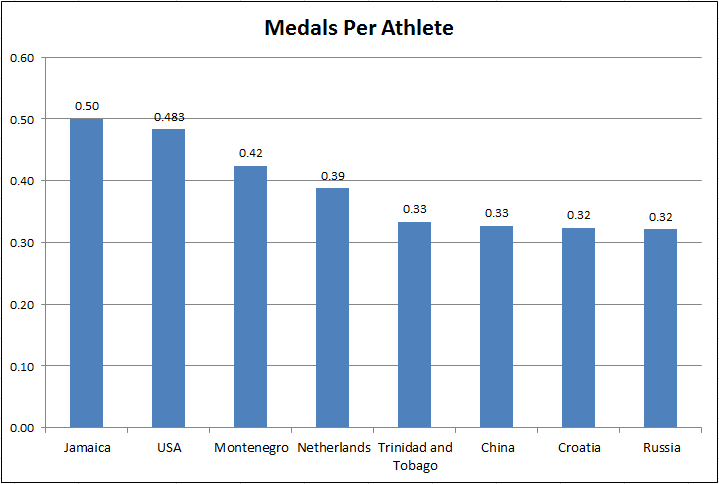 Medals Per Athlete
0.60
0.50
0.40
0.30
0.20
0.10
0.00
0.50
0.483
0.42
0.39
0.33
0.33
0.32
0.32
Jamaica
USA
Montenegro
Netherlands
Trinidad and
Tobago
China
Croatia
Russia